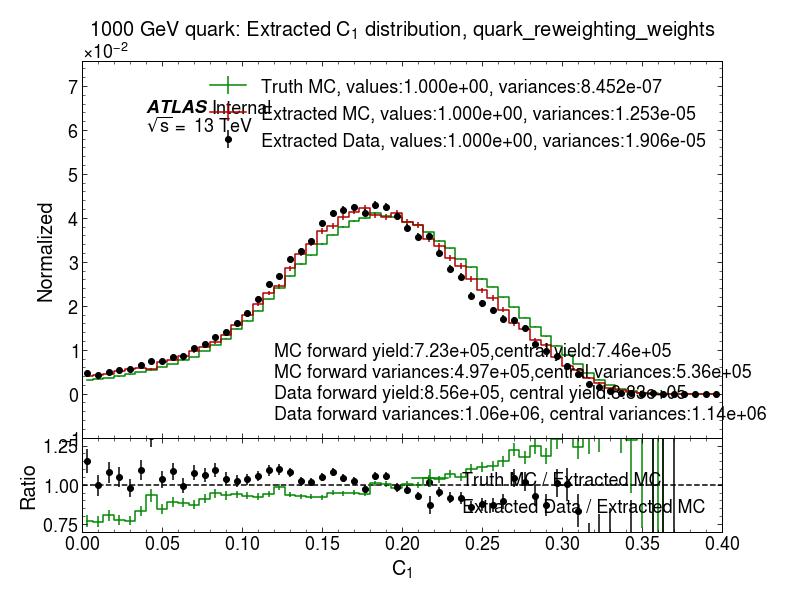 1000 GeV quark: Extracted C₁ distribution, quark_reweighting_weights
×10⁻²
Truth MC, values:1.000e+00, variances:8.452e-07
ATLAS Internal
Extracted MC, values:1.000e+00, variances:1.253e-05
√s = 13 TeV
Extracted Data, values:1.000e+00, variances:1.906e-05
7
6
5
4
3
2
1
0
Normalized
MC forward yield:7.23e+05,central yield:7.46e+05
MC forward variances:4.97e+05,central variances:5.36e+05
Data forward yield:8.56e+05, central
Data forward variances:1.06e+06, central variances:1.14e+06
1.25
1.00
0.75
Ratio
Truth MC / Extracted MC
Extracted Data / Extracted MC
0.00 0.05 0.10 0.15 0.20 0.25 0.30 0.35 0.40
C₁